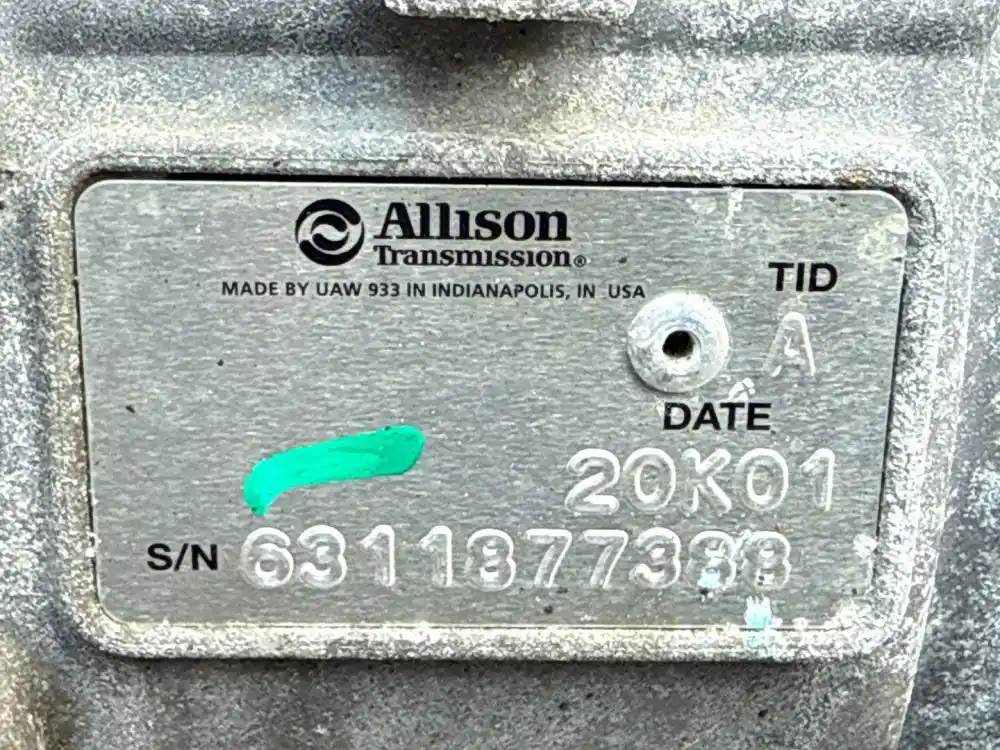 Allison
Transmission®
MADE BY UAW 933 IN INDIANAPOLIS, IN USA
TID
A
DATE
20K01
S/N 6311877388